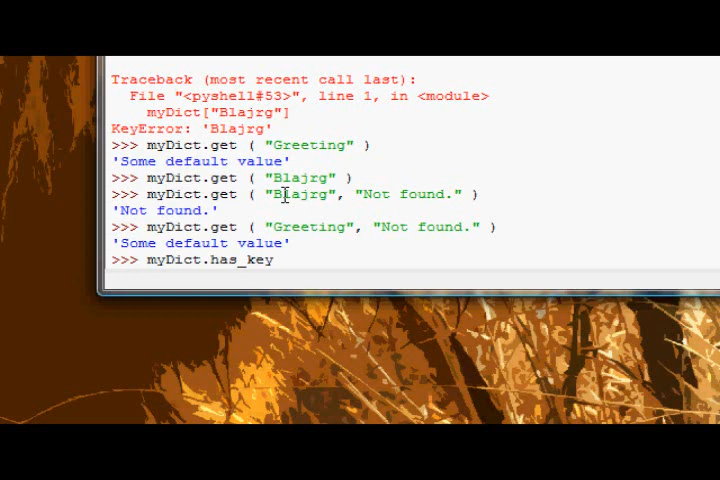 Traceback (most recent call last):
  File "<pyshell#53>", line 1, in <module>
    myDict["Blajrg"]
KeyError: 'Blajrg'
>>> myDict.get ( "Greeting" )
'Some default value'
>>> myDict.get ( "Blajrg" )
>>> myDict.get ( "Blajrg", "Not found." )
'Not found.'
>>> myDict.get ( "Greeting", "Not found." )
'Some default value'
>>> myDict.has_key